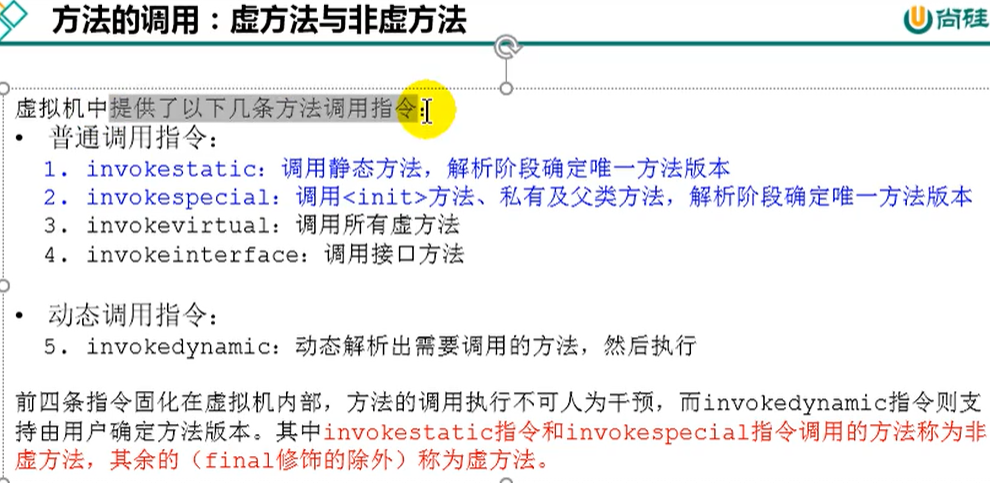 方法的调用：虚方法与非虚方法
尚硅
虚拟机中提供了以下几条方法调用指令：
• 普通调用指令：
1. invokestatic：调用静态方法，解析阶段确定唯一方法版本
2. invokespecial：调用<init>方法、私有及父类方法，解析阶段确定唯一方法版本
3. invokevirtual：调用所有虚方法
4. invokeinterface：调用接口方法
• 动态调用指令：
5. invokedynamic：动态解析出需要调用的方法，然后执行
前四条指令固化在虚拟机内部，方法的调用执行不可人为干预，而invokedynamic指令则支
持由用户确定方法版本。其中invokestatic指令和invokespecial指令调用的方法称为非
虚方法，其余的（final修饰的除外）称为虚方法。